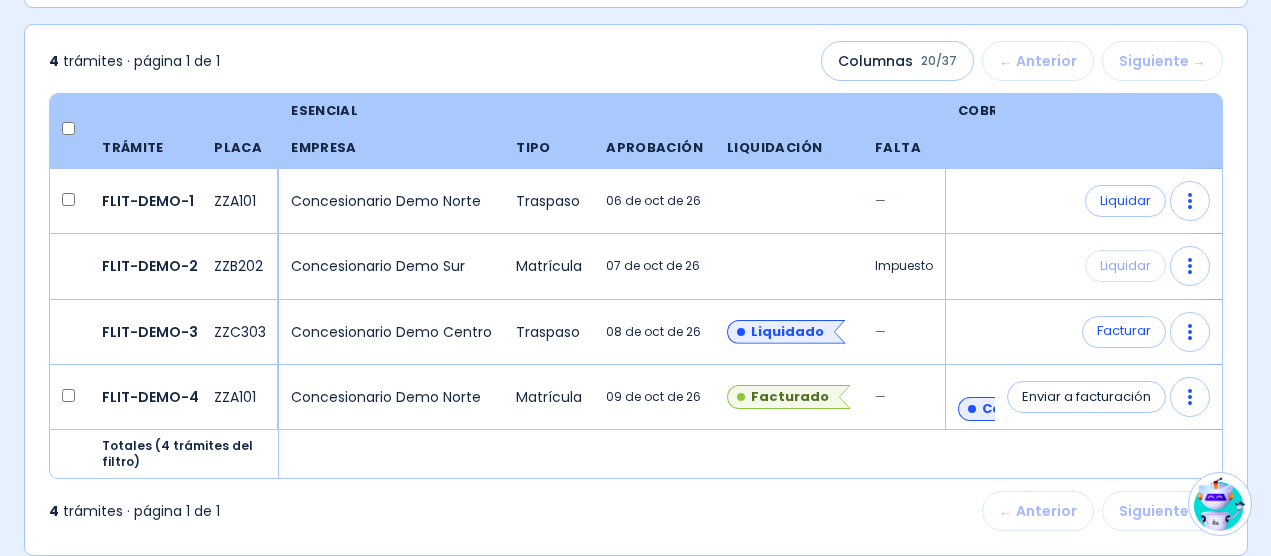 4 trámites · página 1 de 1
Columnas 20/37
← Anterior
Siguiente →
ESENCIAL
TRÁMITE PLACA EMPRESA TIPO APROBACIÓN LIQUIDACIÓN FALTA
FLIT-DEMO-1 ZZA101 Concesionario Demo Norte Traspaso 06 de oct de 26 — Liquidar
FLIT-DEMO-2 ZZB202 Concesionario Demo Sur Matrícula 07 de oct de 26 Impuesto Liquidar
FLIT-DEMO-3 ZZC303 Concesionario Demo Centro Traspaso 08 de oct de 26 Liquidado — Facturar
FLIT-DEMO-4 ZZA101 Concesionario Demo Norte Matrícula 09 de oct de 26 Facturado — Enviar a facturación
Totales (4 trámites del
filtro)
4 trámites · página 1 de 1
← Anterior
Siguiente